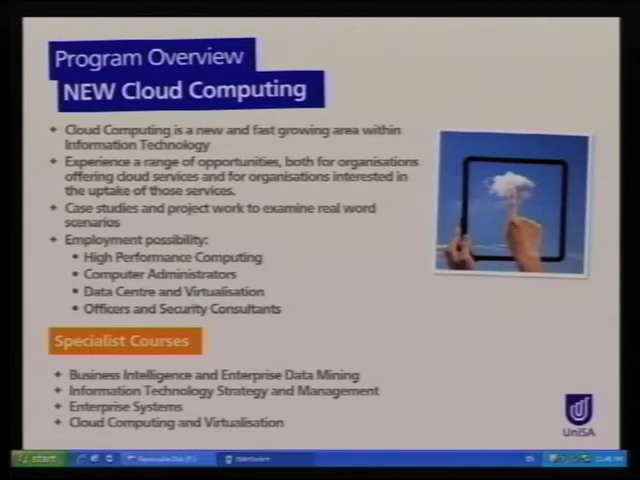 Program Overview
NEW Cloud Computing
+ Cloud Computing is a new and fast growing area within
Information Technology
+ Experience a range of opportunities, both for organisations
offering cloud services and for organisations interested in
the uptake of those services.
+ Case studies and project work to examine real word
scenarios
+ Employment possibility:
• High Performance Computing
• Computer Administrators
• Data Centre and Virtualisation
• Officers and Security Consultants
Specialist Courses
+ Business Intelligence and Enterprise Data Mining
+ Information Technology Strategy and Management
+ Enterprise Systems
+ Cloud Computing and Virtualisation
UniSA
start